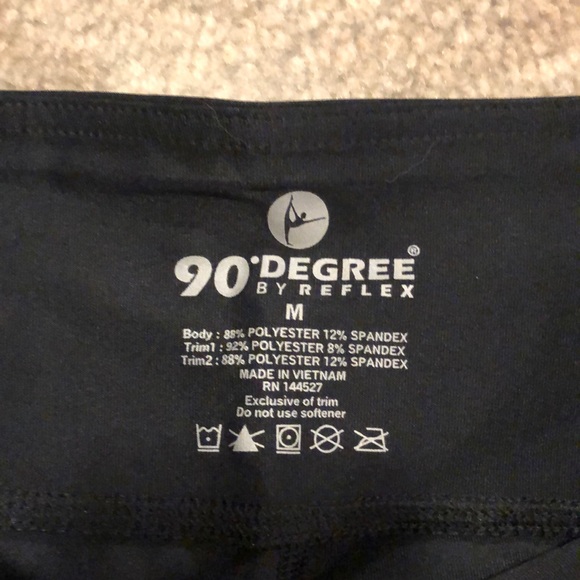 90°DEGREE®
BY REFLEX
M
Body : 88% POLYESTER 12% SPANDEX
Trim1 : 92% POLYESTER 8% SPANDEX
Trim2 : 88% POLYESTER 12% SPANDEX
MADE IN VIETNAM
RN 144527
Exclusive of trim
Do not use softener